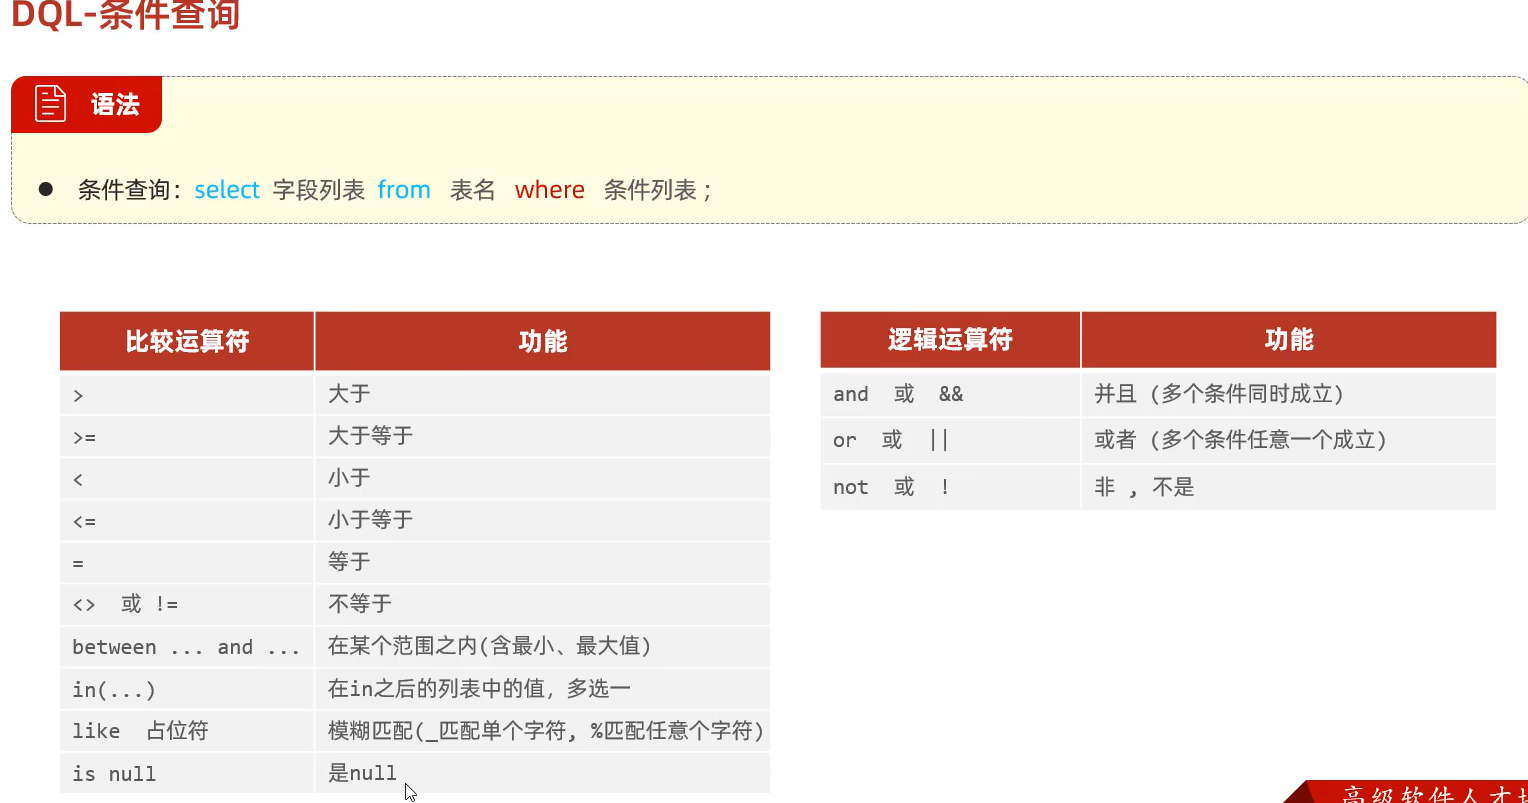 DQL-条件查询
语法
● 条件查询：select 字段列表 from 表名 where 条件列表 ;
比较运算符 功能
> 大于
>= 大于等于
< 小于
<= 小于等于
= 等于
<> 或 != 不等于
between ... and ... 在某个范围之内(含最小、最大值)
in(...) 在in之后的列表中的值，多选一
like 占位符 模糊匹配(_匹配单个字符, %匹配任意个字符)
is null 是null
逻辑运算符 功能
and 或 && 并且 (多个条件同时成立)
or 或 || 或者 (多个条件任意一个成立)
not 或 ! 非 , 不是
高级软件人才